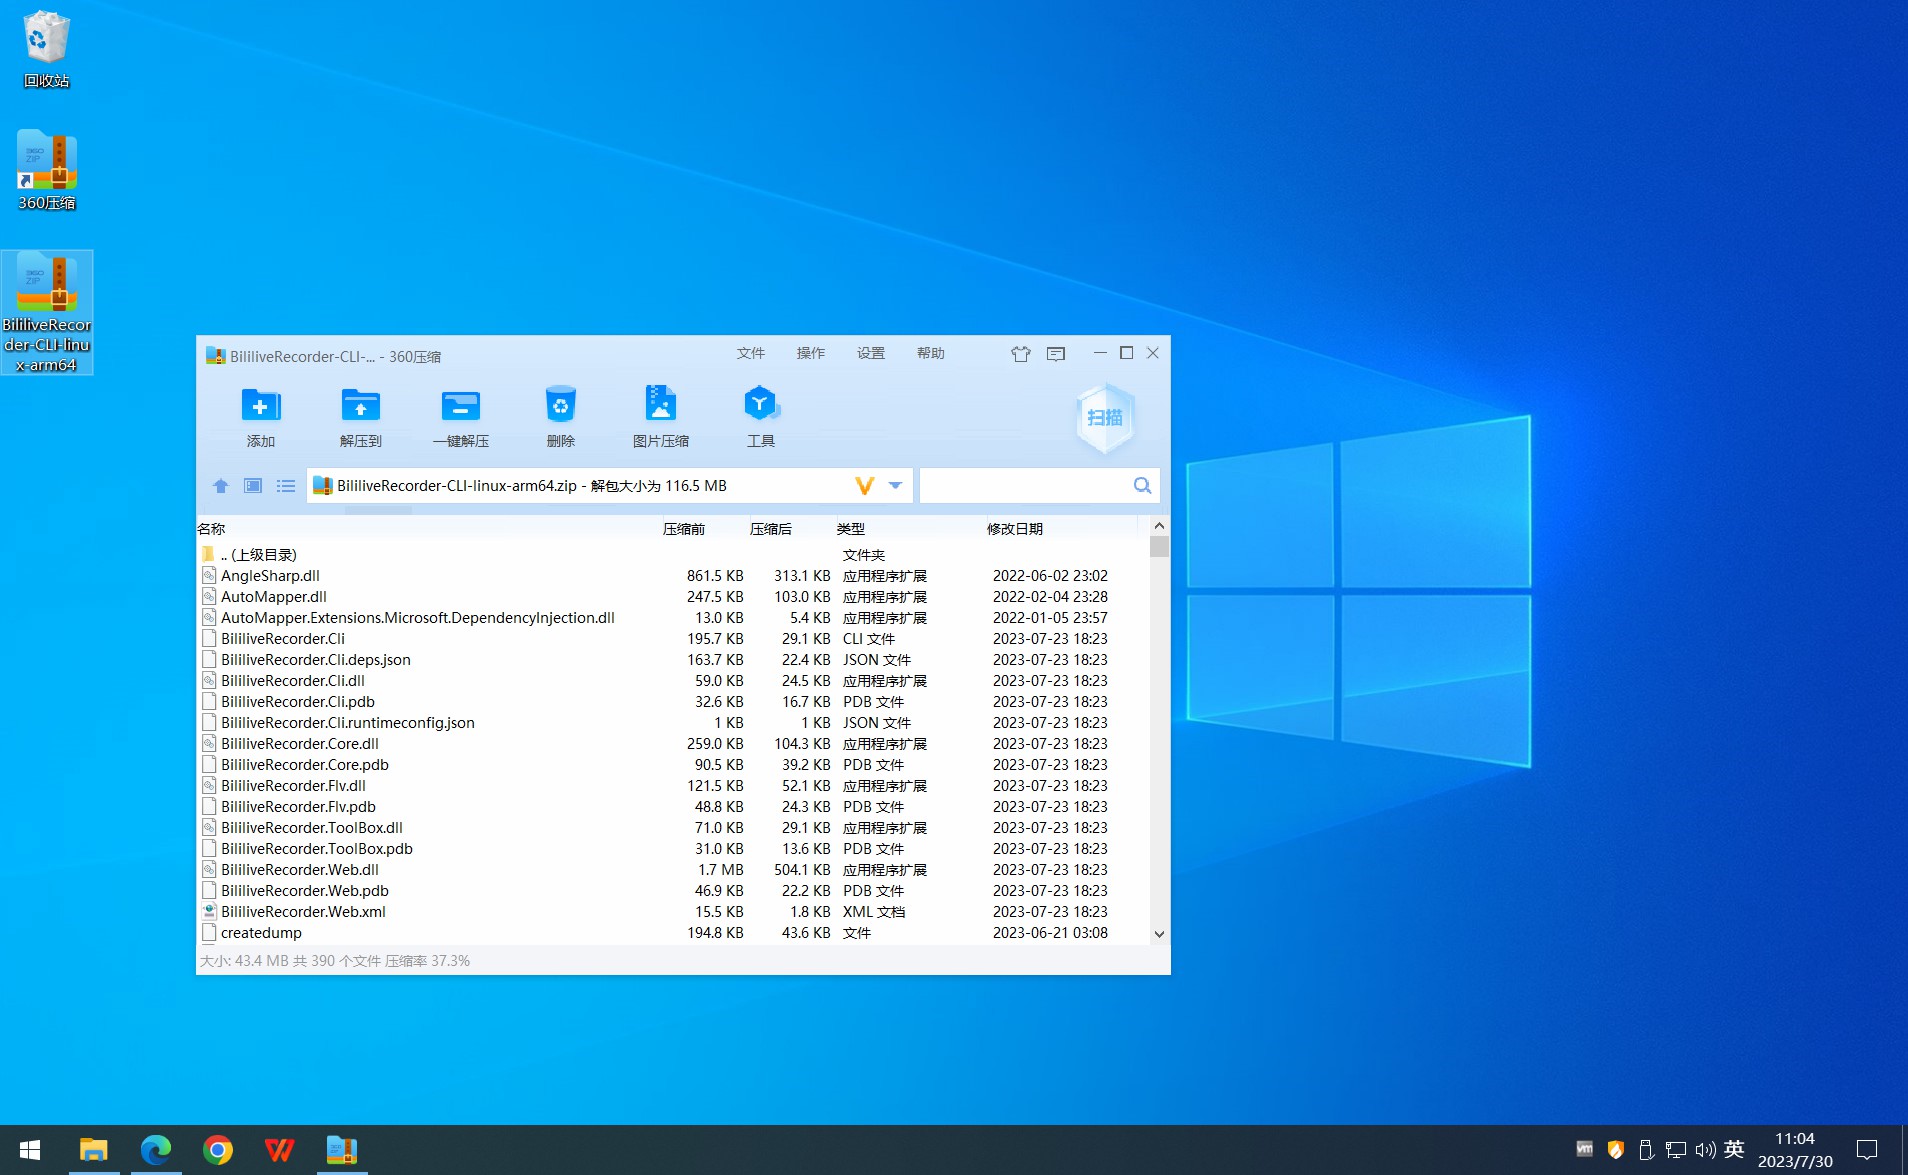 回收站
360压缩
BililiveRecor
der-CLI-linu
x-arm64
BililiveRecorder-CLI-... - 360压缩
文件 操作 设置 帮助
添加 解压到 一键解压 删除 图片压缩 工具 扫描
BililiveRecorder-CLI-linux-arm64.zip - 解包大小为 116.5 MB
名称 压缩前 压缩后 类型 修改日期
.. (上级目录) 文件夹
AngleSharp.dll 861.5 KB 313.1 KB 应用程序扩展 2022-06-02 23:02
AutoMapper.dll 247.5 KB 103.0 KB 应用程序扩展 2022-02-04 23:28
AutoMapper.Extensions.Microsoft.DependencyInjection.dll 13.0 KB 5.4 KB 应用程序扩展 2022-01-05 23:57
BililiveRecorder.Cli 195.7 KB 29.1 KB CLI 文件 2023-07-23 18:23
BililiveRecorder.Cli.deps.json 163.7 KB 22.4 KB JSON 文件 2023-07-23 18:23
BililiveRecorder.Cli.dll 59.0 KB 24.5 KB 应用程序扩展 2023-07-23 18:23
BililiveRecorder.Cli.pdb 32.6 KB 16.7 KB PDB 文件 2023-07-23 18:23
BililiveRecorder.Cli.runtimeconfig.json 1 KB 1 KB JSON 文件 2023-07-23 18:23
BililiveRecorder.Core.dll 259.0 KB 104.3 KB 应用程序扩展 2023-07-23 18:23
BililiveRecorder.Core.pdb 90.5 KB 39.2 KB PDB 文件 2023-07-23 18:23
BililiveRecorder.Flv.dll 121.5 KB 52.1 KB 应用程序扩展 2023-07-23 18:23
BililiveRecorder.Flv.pdb 48.8 KB 24.3 KB PDB 文件 2023-07-23 18:23
BililiveRecorder.ToolBox.dll 71.0 KB 29.1 KB 应用程序扩展 2023-07-23 18:23
BililiveRecorder.ToolBox.pdb 31.0 KB 13.6 KB PDB 文件 2023-07-23 18:23
BililiveRecorder.Web.dll 1.7 MB 504.1 KB 应用程序扩展 2023-07-23 18:23
BililiveRecorder.Web.pdb 46.9 KB 22.2 KB PDB 文件 2023-07-23 18:23
BililiveRecorder.Web.xml 15.5 KB 1.8 KB XML 文档 2023-07-23 18:23
createdump 194.8 KB 43.6 KB 文件 2023-06-21 03:08
大小: 43.4 MB 共 390 个文件 压缩率 37.3%
英
11:04
2023/7/30